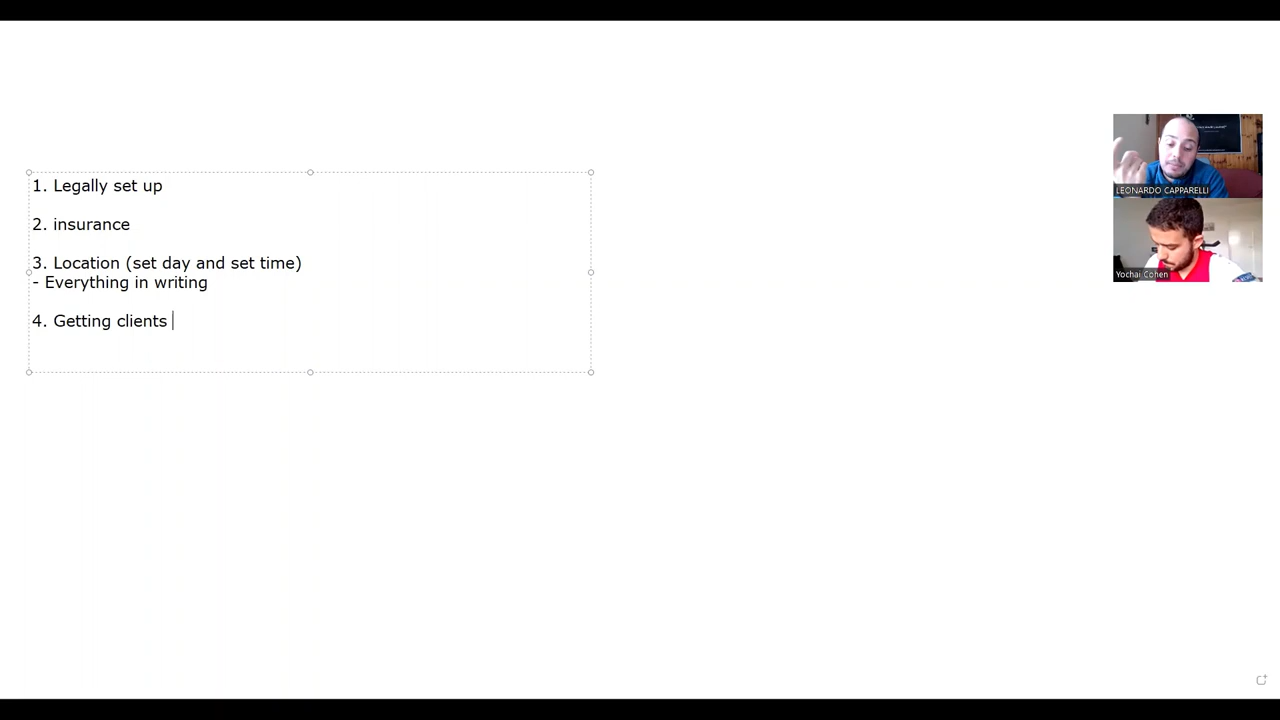 1. Legally set up
2. insurance
3. Location (set day and set time)
- Everything in writing
4. Getting clients
LEONARDO CAPPARELLI
Yochai Cohen